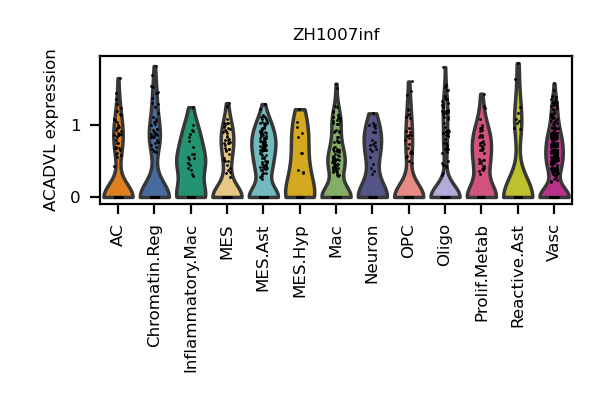 ZH1007inf
ACADVL expression
1
0
AC
Chromatin.Reg
Inflammatory.Mac
MES
MES.Ast
MES.Hyp
Mac
Neuron
OPC
Oligo
Prolif.Metab
Reactive.Ast
Vasc